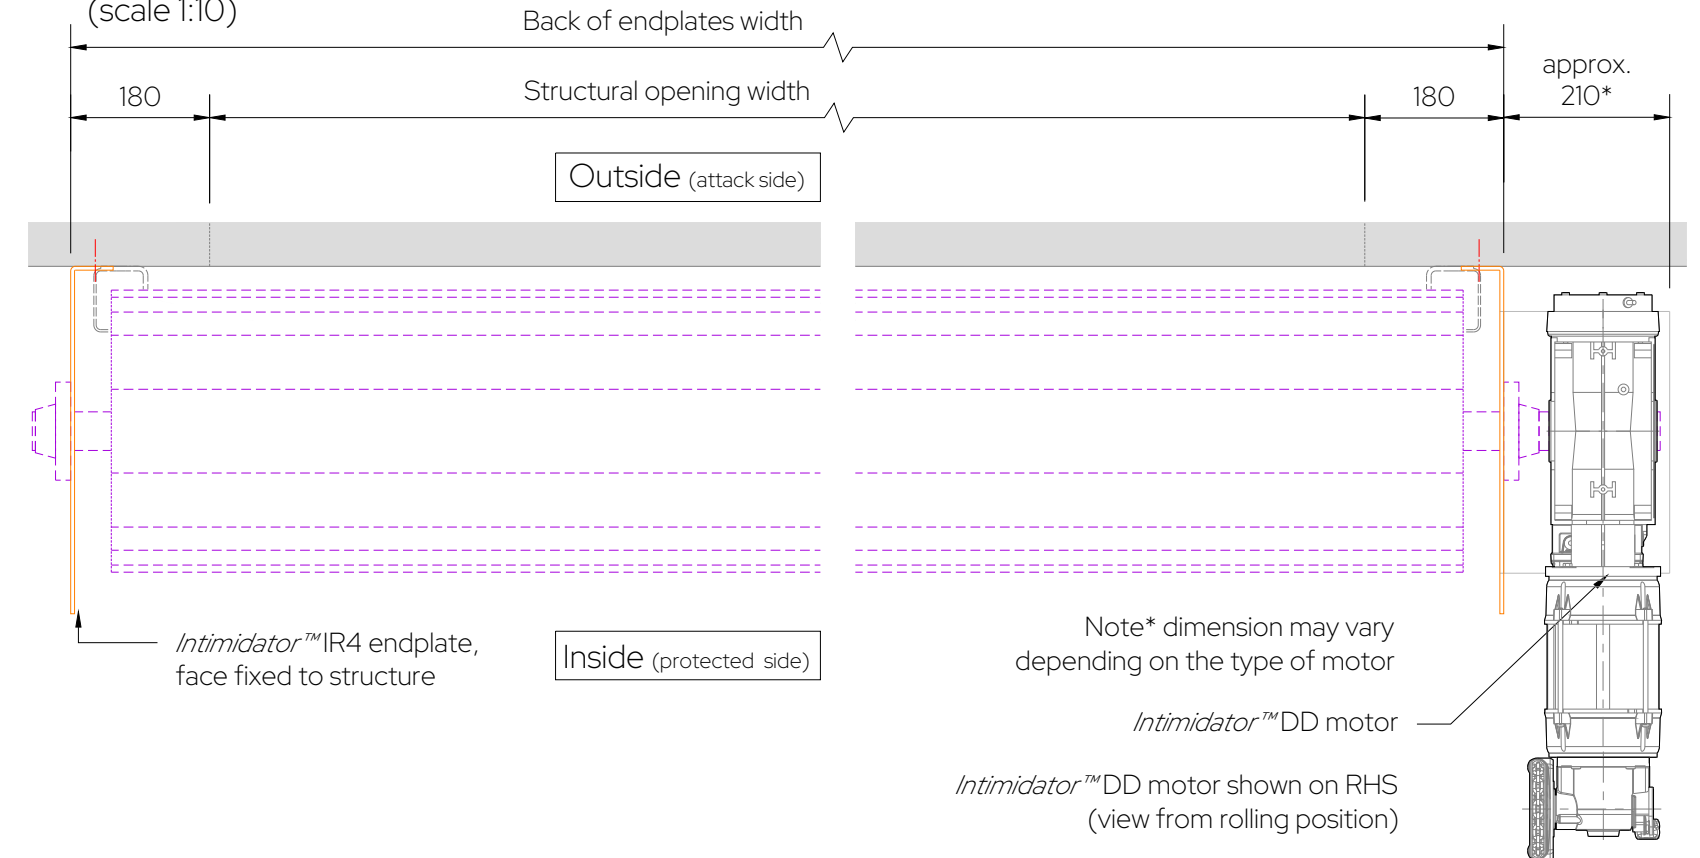 (scale 1:10)
Back of endplates width
approx.
210*
180
Structural opening width
180
Outside (attack side)
Intimidator™ IR4 endplate,
face fixed to structure
Inside (protected side)
Note* dimension may vary
depending on the type of motor
Intimidator™ DD motor
Intimidator™ DD motor shown on RHS
(view from rolling position)